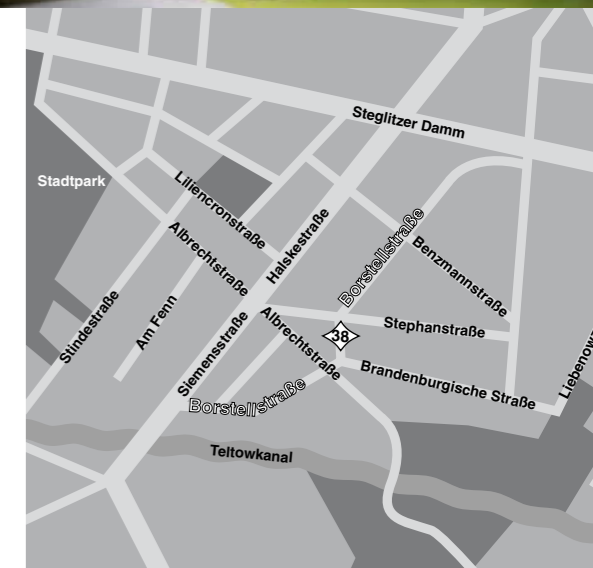 Steglitzer Damm
Stadtpark
Liliencronstraße
Halskestraße
Borstellstraße
Benzmannstraße
Albrechtstraße
Stindestraße
Am Fenn
Siemensstraße
Albrechtstraße
Stephanstraße
38
Brandenburgische Straße
Borstellstraße
Teltowkanal